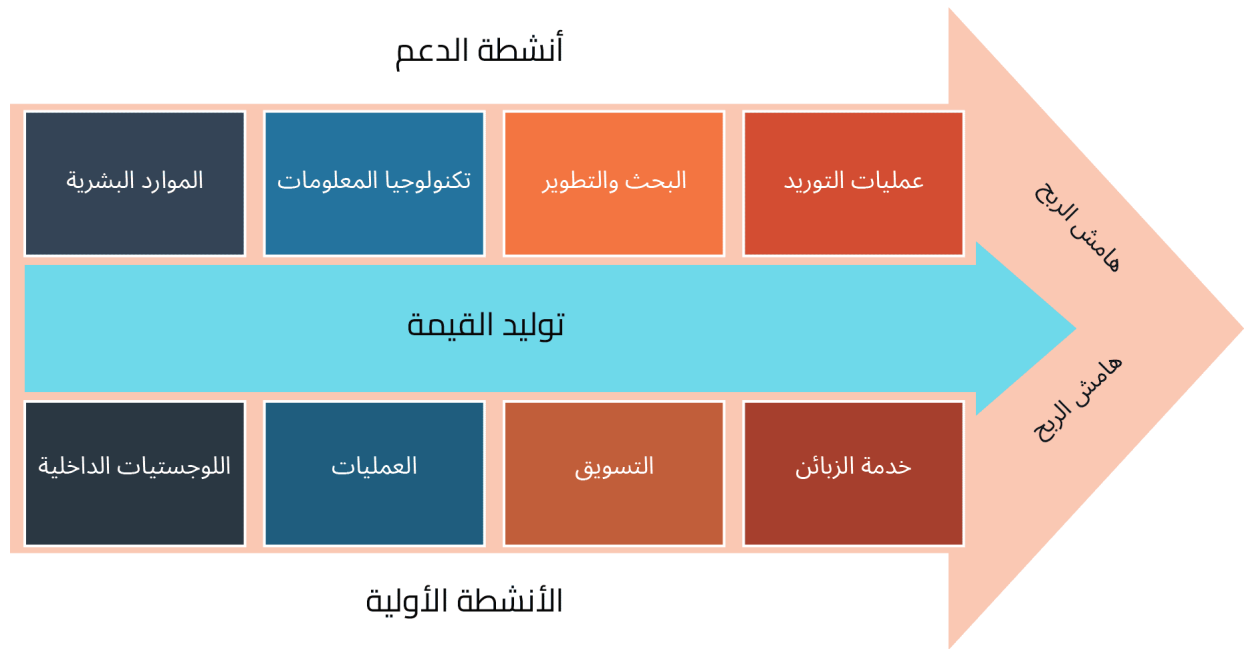 أنشطة الدعم
الموارد البشرية
تكنولوجيا المعلومات
البحث والتطوير
عمليات التوريد
هامش الربح
توليد القيمة
هامش الربح
اللوجستيات الداخلية
العمليات
التسويق
خدمة الزبائن
الأنشطة الأولية